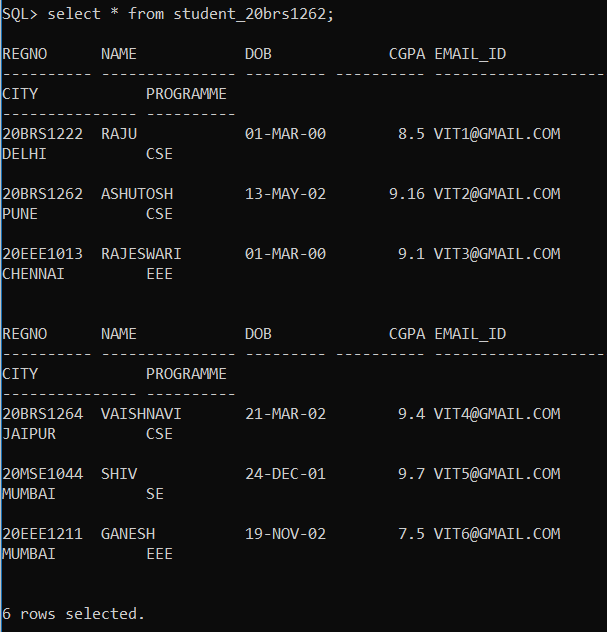 SQL> select * from student_20brs1262;
REGNO      NAME            DOB             CGPA EMAIL_ID
---------- --------------- --------- ---------- -------------------
CITY            PROGRAMME
--------------- ----------
20BRS1222  RAJU            01-MAR-00        8.5 VIT1@GMAIL.COM
DELHI           CSE
20BRS1262  ASHUTOSH        13-MAY-02       9.16 VIT2@GMAIL.COM
PUNE            CSE
20EEE1013  RAJESWARI       01-MAR-00        9.1 VIT3@GMAIL.COM
CHENNAI         EEE
REGNO      NAME            DOB             CGPA EMAIL_ID
---------- --------------- --------- ---------- -------------------
CITY            PROGRAMME
--------------- ----------
20BRS1264  VAISHNAVI       21-MAR-02        9.4 VIT4@GMAIL.COM
JAIPUR          CSE
20MSE1044  SHIV            24-DEC-01        9.7 VIT5@GMAIL.COM
MUMBAI          SE
20EEE1211  GANESH          19-NOV-02        7.5 VIT6@GMAIL.COM
MUMBAI          EEE
6 rows selected.